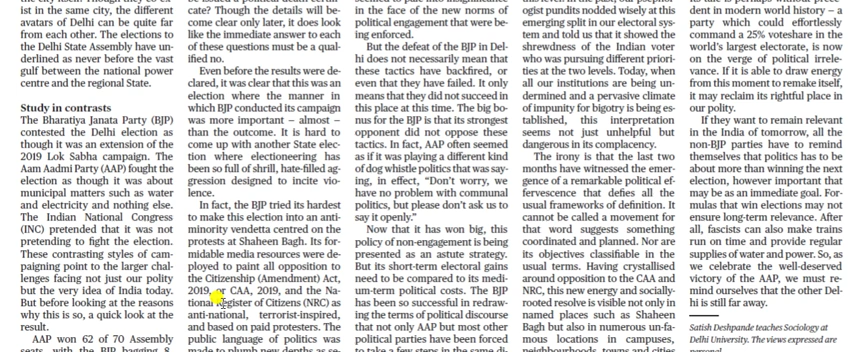 ist in the same city, the different
avatars of Delhi can be quite far
from each other. The elections to
the Delhi State Assembly have un-
derlined as never before the vast
gulf between the national power
centre and the regional State.
Study in contrasts
The Bharatiya Janata Party (BJP)
contested the Delhi election as
though it was an extension of the
2019 Lok Sabha campaign. The
Aam Aadmi Party (AAP) fought the
election as though it was about
municipal matters such as water
and electricity and nothing else.
The Indian National Congress
(INC) pretended that it was not
pretending to fight the election.
These contrasting styles of cam-
paigning point to the larger chal-
lenges facing not just our polity
but the very idea of India today.
But before looking at the reasons
why this is so, a quick look at the
result.
AAP won 62 of 70 Assembly
seats, with the BJP bagging 8.
cate? Though the details will be-
come clear only later, it does look
like the immediate answer to each
of these questions must be a qual-
ified no.
Even before the results were de-
clared, it was clear that this was an
election where the manner in
which BJP conducted its campaign
was more important – almost –
than the outcome. It is hard to
come up with another State elec-
tion where electioneering has
been so full of shrill, hate-filled ag-
gression designed to incite vio-
lence.
In fact, the BJP tried its hardest
to make this election into an anti-
minority vendetta centred on the
protests at Shaheen Bagh. Its for-
midable media resources were de-
ployed to paint all opposition to
the Citizenship (Amendment) Act,
2019, or CAA, 2019, and the Na-
tional Register of Citizens (NRC) as
anti-national, terrorist-inspired,
and based on paid protesters. The
public language of politics was
made to plumb new depths as se-
in the face of the new norms of
political engagement that were be-
ing enforced.
But the defeat of the BJP in Del-
hi does not necessarily mean that
these tactics have backfired, or
even that they have failed. It only
means that they did not succeed in
this place at this time. The big bo-
nus for the BJP is that its strongest
opponent did not oppose these
tactics. In fact, AAP often seemed
as if it was playing a different kind
of dog whistle politics that was say-
ing, in effect, "Don't worry, we
have no problem with communal
politics, but please don't ask us to
say it openly."
Now that it has won big, this
policy of non-engagement is being
presented as an astute strategy.
But its short-term electoral gains
need to be compared to its medi-
um-term political costs. The BJP
has been so successful in redraw-
ing the terms of political discourse
that not only AAP but most other
political parties have been forced
to take a few steps in the same di-
ogist pundits nodded wisely at this
emerging split in our electoral sys-
tem and told us that it showed the
shrewdness of the Indian voter
who was pursuing different priori-
ties at the two levels. Today, when
all our institutions are being un-
dermined and a pervasive climate
of impunity for bigotry is being es-
tablished, this interpretation
seems not just unhelpful but
dangerous in its complacency.
The irony is that the last two
months have witnessed the emer-
gence of a remarkable political ef-
fervescence that defies all the
usual frameworks of definition. It
cannot be called a movement for
that word suggests something
coordinated and planned. Nor are
its objectives classifiable in the
usual terms. Having crystallised
around opposition to the CAA and
NRC, this new energy and socially-
rooted resolve is visible not only in
named places such as Shaheen
Bagh but also in numerous un-fa-
mous locations in campuses,
neighbourhoods, towns and cities
dent in modern world history – a
party which could effortlessly
command a 25% voteshare in the
world's largest electorate, is now
on the verge of political irrele-
vance. If it is able to draw energy
from this moment to remake itself,
it may reclaim its rightful place in
our polity.
If they want to remain relevant
in the India of tomorrow, all the
non-BJP parties have to remind
themselves that politics has to be
about more than winning the next
election, however important that
may be as an immediate goal. For-
mulas that win elections may not
ensure long-term relevance. After
all, fascists can also make trains
run on time and provide regular
supplies of water and power. So, as
we celebrate the well-deserved
victory of the AAP, we must re-
mind ourselves that the other Del-
hi is still far away.
Satish Deshpande teaches Sociology at
Delhi University. The views expressed are